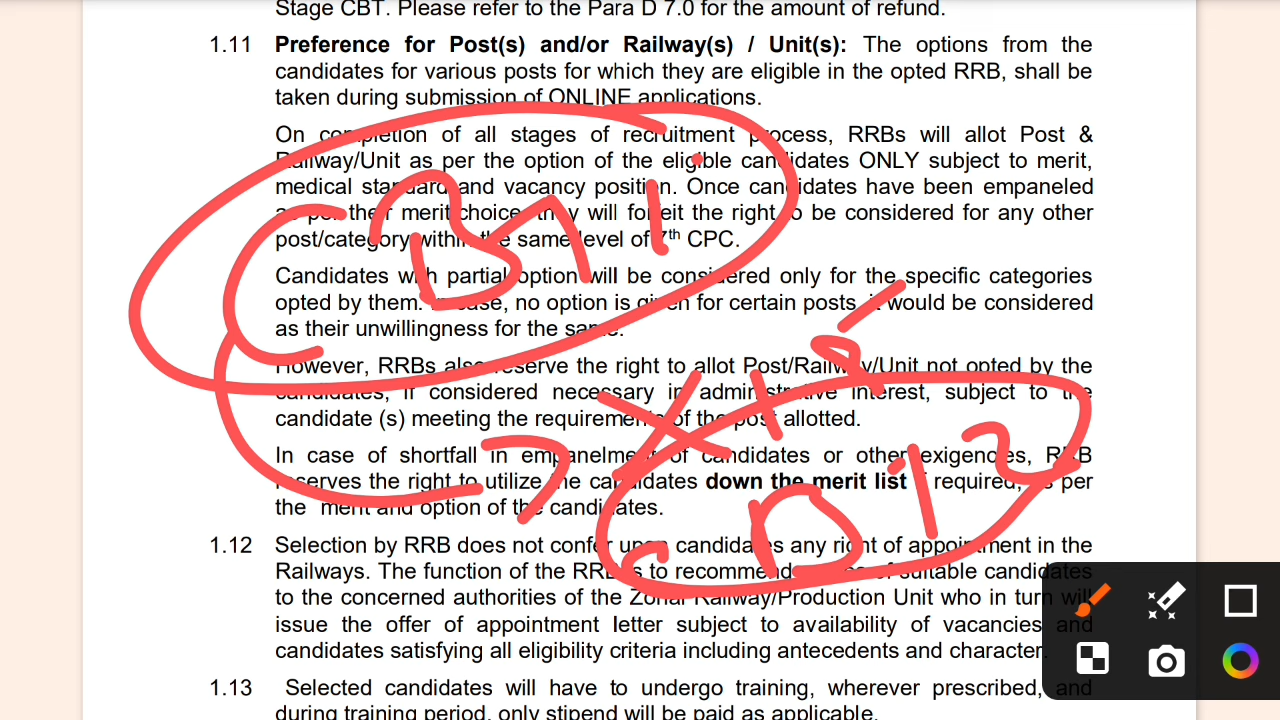 Stage CBT. Please refer to the Para D 7.0 for the amount of refund.
1.11 Preference for Post(s) and/or Railway(s) / Unit(s): The options from the
candidates for various posts for which they are eligible in the opted RRB, shall be
taken during submission of ONLINE applications.
On completion of all stages of recruitment process, RRBs will allot Post &
Railway/Unit as per the option of the eligible candidates ONLY subject to merit,
medical standard and vacancy position. Once candidates have been empaneled
as per their merit choice, they will forfeit the right to be considered for any other
post/category within the same level of 7th CPC.
Candidates with partial option will be considered only for the specific categories
opted by them. In case, no option is given for certain posts, it would be considered
as their unwillingness for the same.
However, RRBs also reserve the right to allot Post/Railway/Unit not opted by the
candidates, if considered necessary in administrative interest, subject to the
candidate (s) meeting the requirements of the post allotted.
In case of shortfall in empanelment of candidates or other exigencies, RRB
reserves the right to utilize the candidates down the merit list if required, as per
the merit and option of the candidates.
1.12 Selection by RRB does not confer upon candidates any right of appointment in the
Railways. The function of the RRB is to recommend of suitable candidates
to the concerned authorities of the Zonal Railway/Production Unit who in turn will
issue the offer of appointment letter subject to availability of vacancies and
candidates satisfying all eligibility criteria including antecedents and character.
1.13 Selected candidates will have to undergo training, wherever prescribed, and
during training period, only stipend will be paid as applicable.